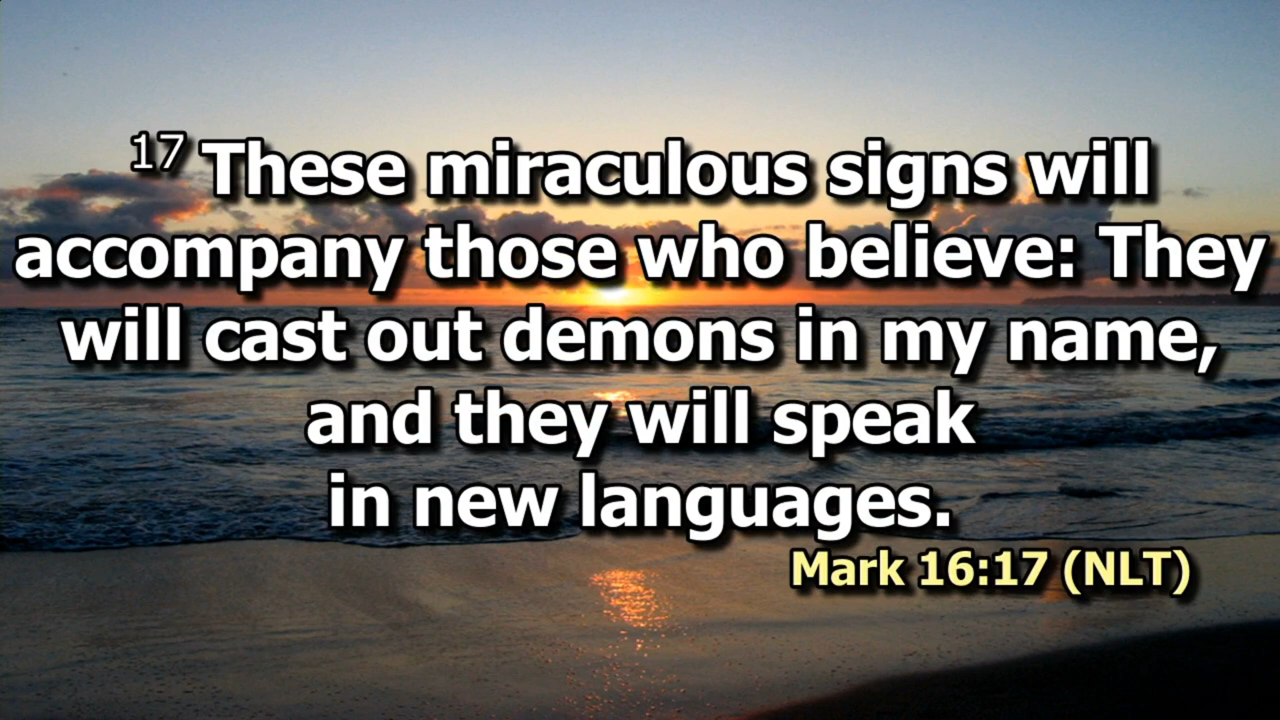 17 These miraculous signs will
accompany those who believe: They
will cast out demons in my name,
and they will speak
in new languages.
Mark 16:17 (NLT)